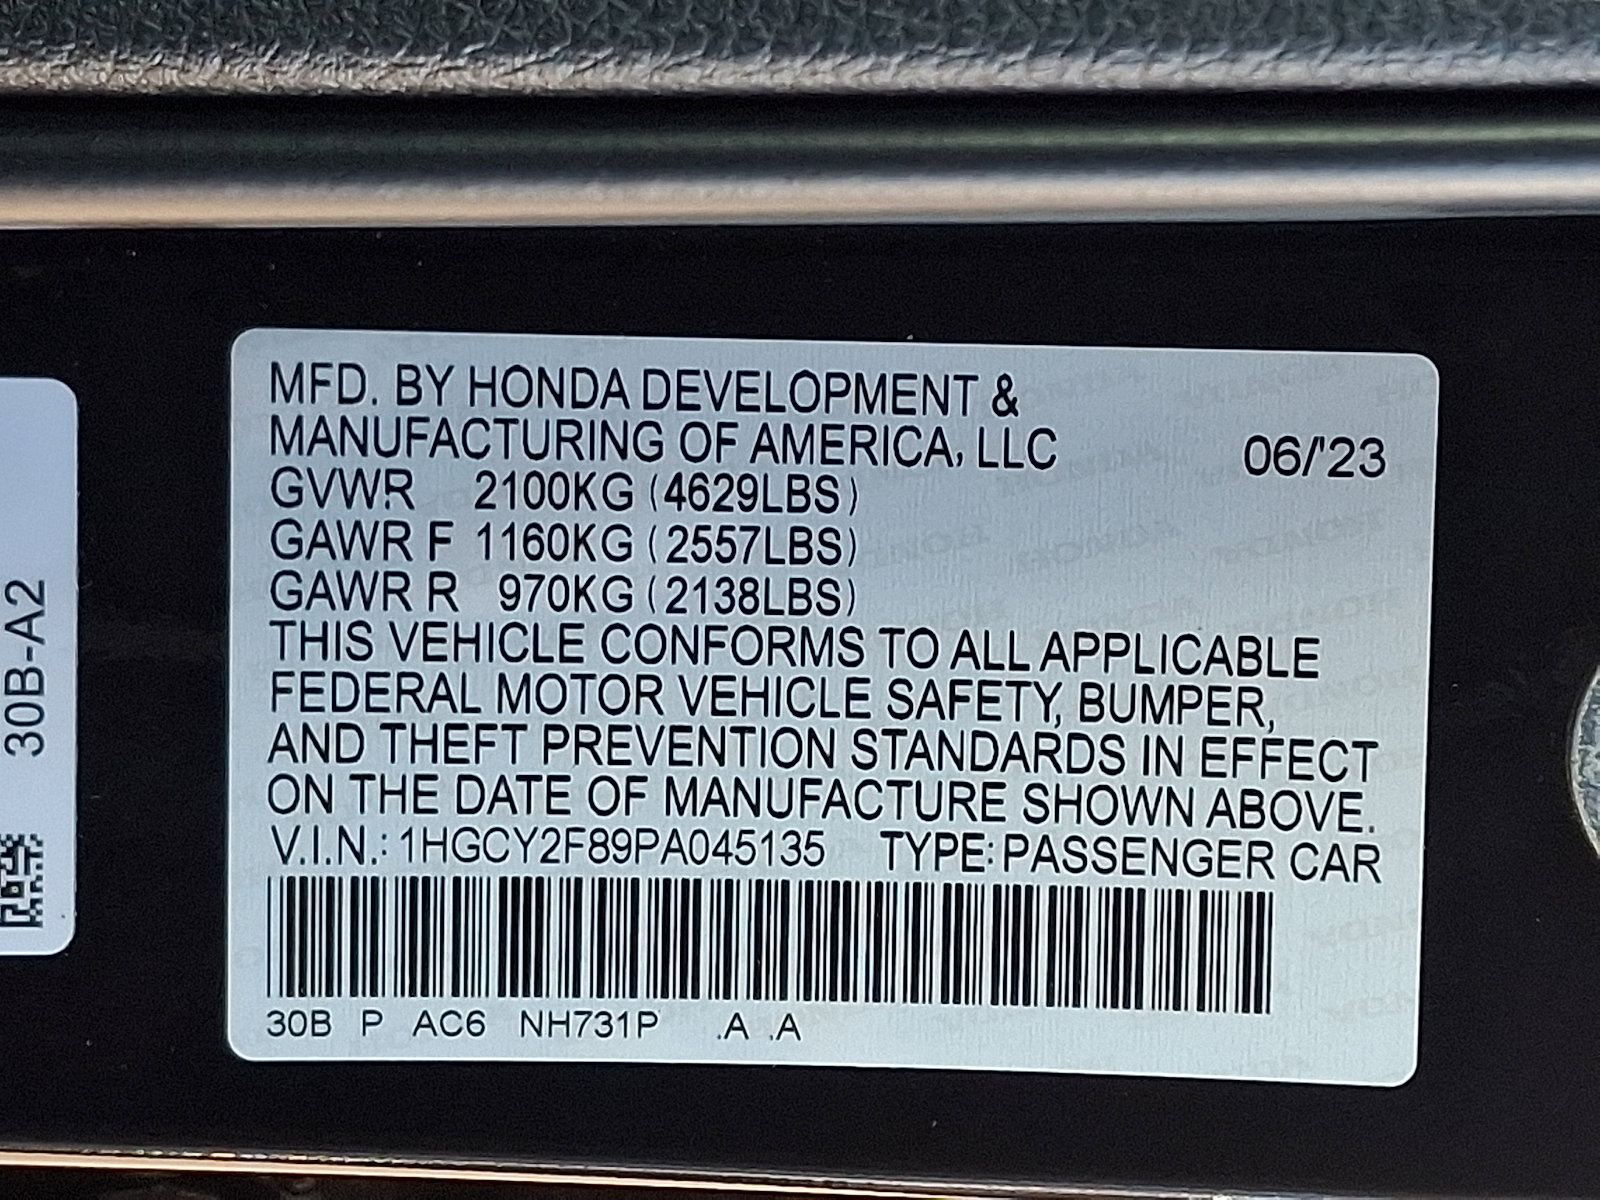 MFD. BY HONDA DEVELOPMENT &
MANUFACTURING OF AMERICA, LLC 06/'23
GVWR 2100KG (4629LBS)
GAWR F 1160KG (2557LBS)
GAWR R 970KG (2138LBS)
THIS VEHICLE CONFORMS TO ALL APPLICABLE
FEDERAL MOTOR VEHICLE SAFETY, BUMPER,
AND THEFT PREVENTION STANDARDS IN EFFECT
ON THE DATE OF MANUFACTURE SHOWN ABOVE.
V.I.N.: 1HGCY2F89PA045135 TYPE: PASSENGER CAR
30B P AC6 NH731P .A .A
30B-A2